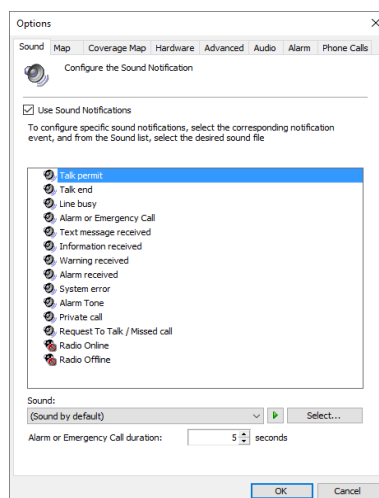 Options
Sound Map Coverage Map Hardware Advanced Audio Alarm Phone Calls
Configure the Sound Notification
Use Sound Notifications
To configure specific sound notifications, select the corresponding notification
event, and from the Sound list, select the desired sound file
Talk permit
Talk end
Line busy
Alarm or Emergency Call
Text message received
Information received
Warning received
Alarm received
System error
Alarm Tone
Private call
Request To Talk / Missed call
Radio Online
Radio Offline
Sound:
(Sound by default) Select...
Alarm or Emergency Call duration: 5 seconds
OK Cancel